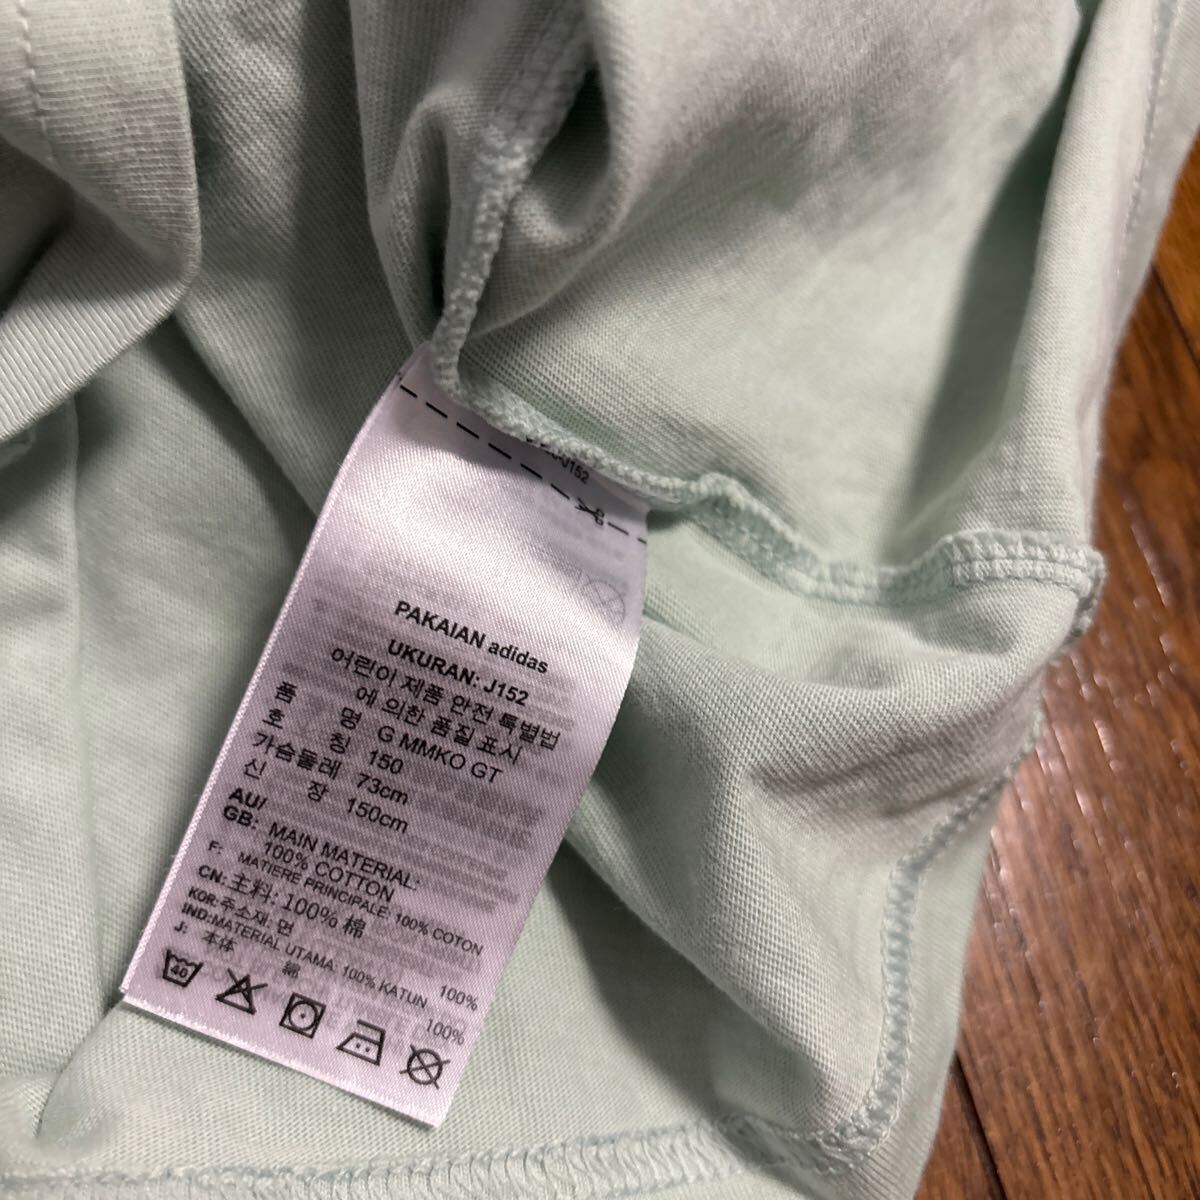 J152
PAKAIAN adidas
UKURAN: J152
어린이 제품 안전 특별법
에 의한 품질 표시
품 명 G MMKO GT
호 칭 150
가슴둘레 73cm
신 장 150cm
AU/
GB: MAIN MATERIAL:
100% COTTON
F: MATIERE PRINCIPALE: 100% COTON
CN: 主料: 100% 棉
KOR: 주소재: 면 100%
IND: MATERIAL UTAMA: 100% KATUN
J: 本体 綿 100%
40